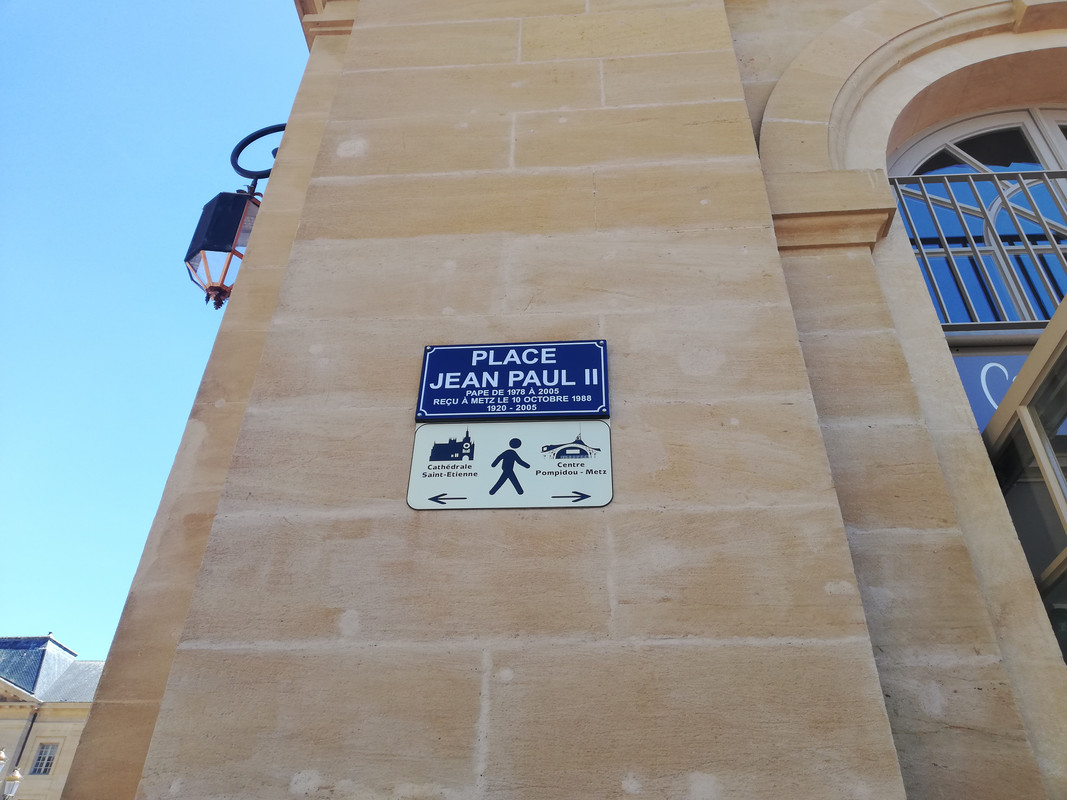 PLACE
JEAN PAUL II
PAPE DE 1978 À 2005
REÇU À METZ LE 10 OCTOBRE 1988
1920 - 2005
Cathédrale
Saint-Etienne
Centre
Pompidou - Metz